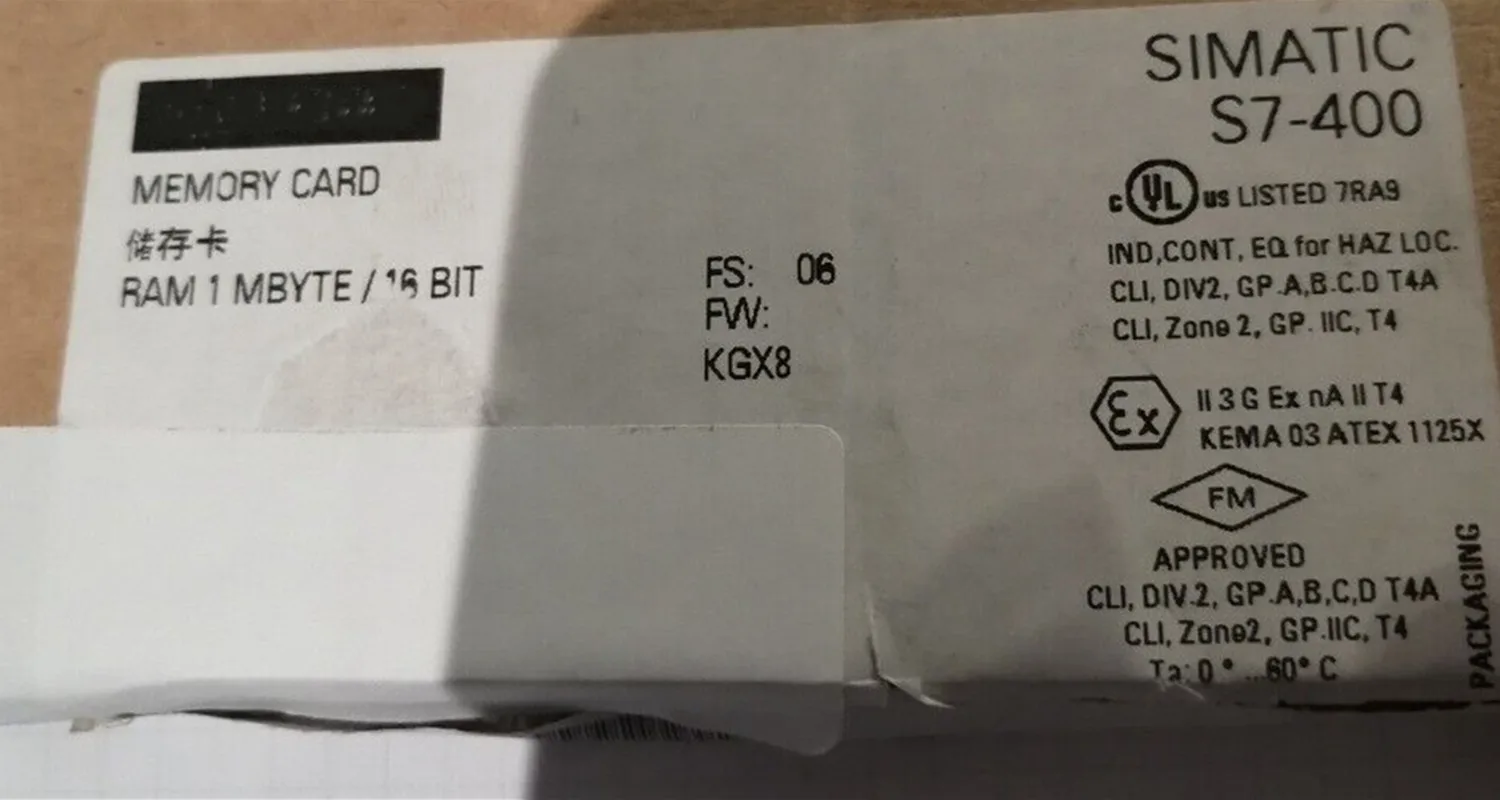 MEMORY CARD
储存卡
RAM 1 MBYTE / 16 BIT
FS: 06
FW:
KGX8
SIMATIC
S7-400
c UL us LISTED 7RA9
IND,CONT, EQ for HAZ LOC.
CLI, DIV2, GP.A,B.C.D T4A
CLI, Zone 2, GP. IIC, T4
Ex II 3 G Ex nA II T4
KEMA 03 ATEX 1125X
FM
APPROVED
CLI, DIV.2, GP.A,B,C,D T4A
CLI, Zone2, GP.IIC, T4
Ta: 0° ...60° C
PACKAGING